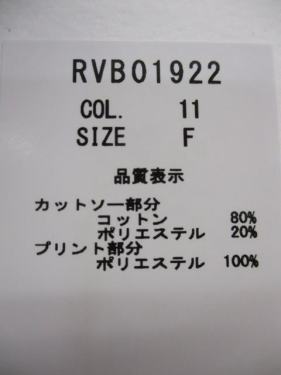 RVB01922
COL. 11
SIZE F
品質表示
カットソー部分
コットン 80%
ポリエステル 20%
プリント部分
ポリエステル 100%